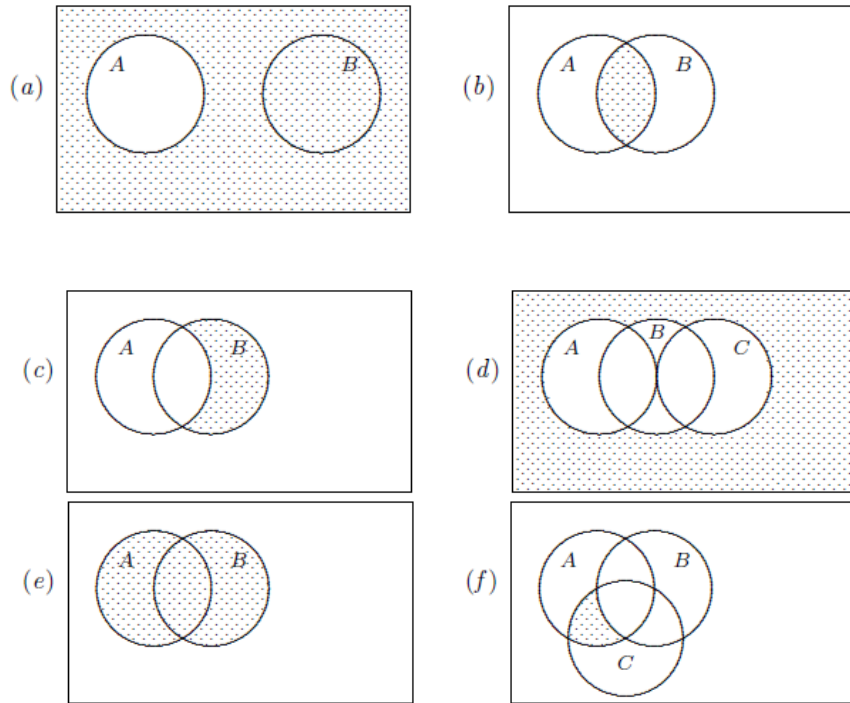 (a) A B
(b) A B
(c) A B
(d) A B C
(e) A B
(f) A B C